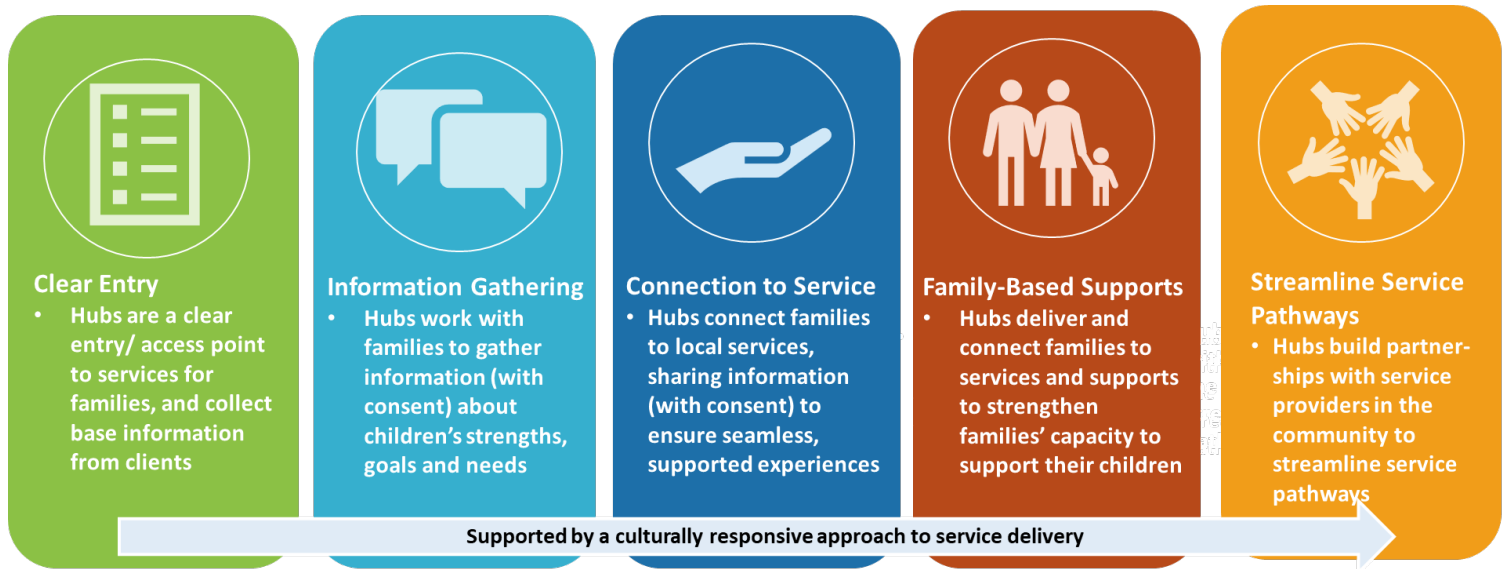 Clear Entry
• Hubs are a clear
entry/ access point
to services for
families, and collect
base information
from clients
Information Gathering
• Hubs work with
families to gather
information (with
consent) about
children's strengths,
goals and needs
Connection to Service
• Hubs connect families
to local services,
sharing information
(with consent) to
ensure seamless,
supported experiences
Family-Based Supports
• Hubs deliver and
connect families to
services and supports
to strengthen
families' capacity to
support their children
Streamline Service
Pathways
• Hubs build partner-
ships with service
providers in the
community to
streamline service
pathways
Supported by a culturally responsive approach to service delivery